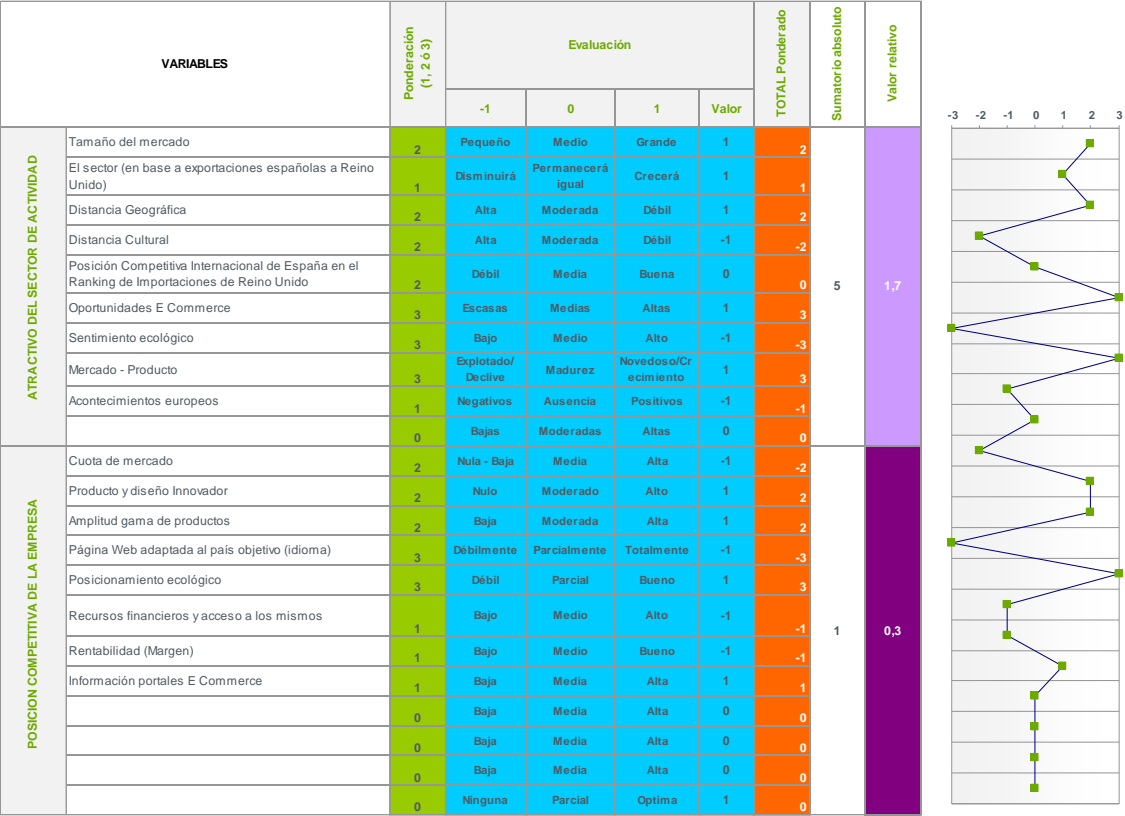 VARIABLES
Ponderación
(1, 2 ó 3)
Evaluación
TOTAL Ponderado
Sumatorio absoluto
Valor relativo
-1 0 1 Valor
-3 -2 -1 0 1 2 3
ATRACTIVO DEL SECTOR DE ACTIVIDAD
Tamaño del mercado 2 Pequeño Medio Grande 1 2
El sector (en base a exportaciones españolas a Reino
Unido) 1 Disminuirá Permanecerá
igual Crecerá 1 1
Distancia Geográfica 2 Alta Moderada Débil 1 2
Distancia Cultural 2 Alta Moderada Débil -1 -2
Posición Competitiva Internacional de España en el
Ranking de Importaciones de Reino Unido 2 Débil Media Buena 0 0
5 1,7
Oportunidades E Commerce 3 Escasas Medias Altas 1 3
Sentimiento ecológico 3 Bajo Medio Alto -1 -3
Mercado - Producto 3 Explotado/
Declive Madurez Novedoso/Cr
ecimiento 1 3
Acontecimientos europeos 1 Negativos Ausencia Positivos -1 -1
0 Bajas Moderadas Altas 0 0
POSICION COMPETITIVA DE LA EMPRESA
Cuota de mercado 2 Nula - Baja Media Alta -1 -2
Producto y diseño Innovador 2 Nulo Moderado Alto 1 2
Amplitud gama de productos 2 Baja Moderada Alta 1 2
Página Web adaptada al país objetivo (idioma) 3 Débilmente Parcialmente Totalmente -1 -3
Posicionamiento ecológico 3 Débil Parcial Bueno 1 3
Recursos financieros y acceso a los mismos 1 Bajo Medio Alto -1 -1
1 0,3
Rentabilidad (Margen) 1 Bajo Medio Bueno -1 -1
Información portales E Commerce 1 Baja Media Alta 1 1
0 Baja Media Alta 0 0
0 Baja Media Alta 0 0
0 Baja Media Alta 0 0
0 Ninguna Parcial Optima 1 0